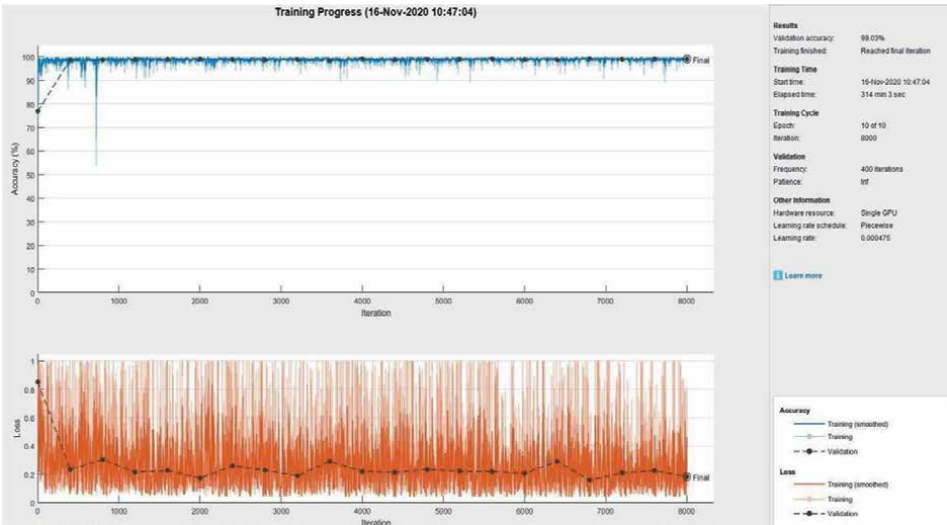 Training Progress (16-Nov-2020 10:47:04)
Accuracy (%)
100
90
80
70
60
50
40
30
20
10
0
Final
0 1000 2000 3000 4000 5000 6000 7000 8000
Iteration
Loss
1
0.8
0.6
0.4
0.2
0
Final
0 1000 2000 3000 4000 5000 6000 7000 8000
Iteration
Results
Validation accuracy: 99.03%
Training finished: Reached final iteration
Training Time
Start time: 16-Nov-2020 10:47:04
Elapsed time: 314 min 3 sec
Training Cycle
Epoch: 10 of 10
Iteration: 8000
Validation
Frequency: 400 iterations
Patience: Inf
Other Information
Hardware resource: Single GPU
Learning rate schedule: Piecewise
Learning rate: 0.000475
i Learn more
Accuracy
Training (smoothed)
Training
Validation
Loss
Training (smoothed)
Training
Validation